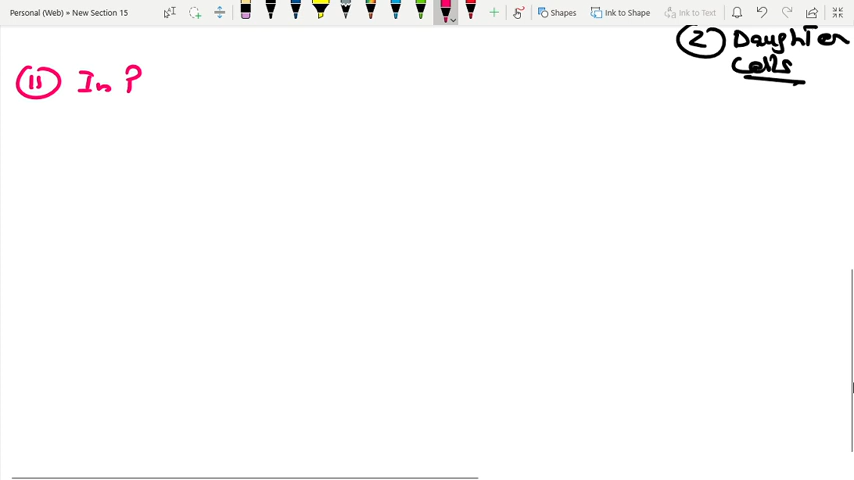 Personal (Web) » New Section 15
Shapes
Ink to Shape
Ink to Text
② Daughter
Cells
⑪ In P